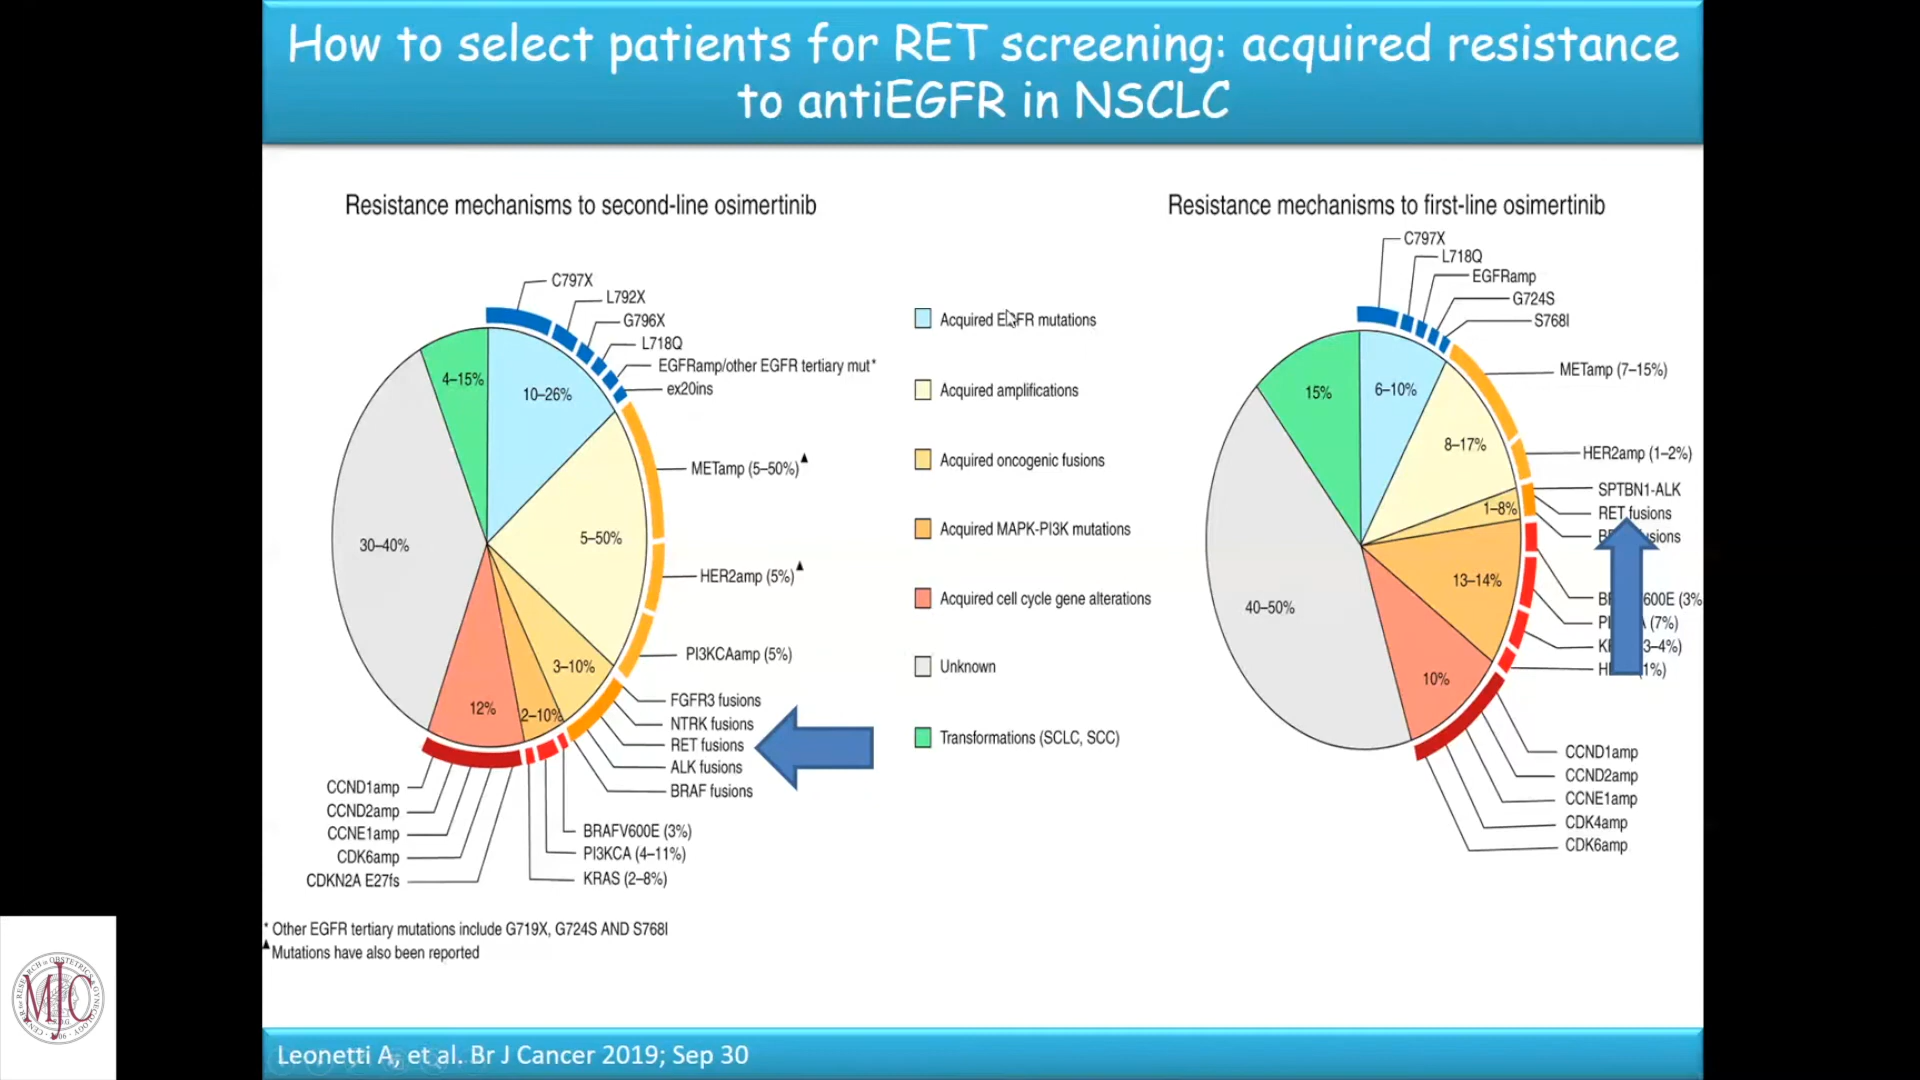 How to select patients for RET screening: acquired resistance
to antiEGFR in NSCLC
Resistance mechanisms to second-line osimertinib
C797X
L792X
G796X
L718Q
EGFRamp/other EGFR tertiary mut*
ex20ins
METamp (5–50%)▲
HER2amp (5%)▲
PI3KCAamp (5%)
FGFR3 fusions
NTRK fusions
RET fusions
ALK fusions
BRAF fusions
BRAFV600E (3%)
PI3KCA (4–11%)
KRAS (2–8%)
CCND1amp
CCND2amp
CCNE1amp
CDK6amp
CDKN2A E27fs
4–15%
10–26%
5–50%
3–10%
2–10%
12%
30–40%
* Other EGFR tertiary mutations include G719X, G724S AND S768I
▲ Mutations have also been reported
Acquired EGFR mutations
Acquired amplifications
Acquired oncogenic fusions
Acquired MAPK-PI3K mutations
Acquired cell cycle gene alterations
Unknown
Transformations (SCLC, SCC)
Resistance mechanisms to first-line osimertinib
C797X
L718Q
EGFRamp
G724S
S768I
METamp (7–15%)
HER2amp (1–2%)
SPTBN1-ALK
RET fusions
(3%
(7%)
3–4%)
1%)
CCND1amp
CCND2amp
CCNE1amp
CDK4amp
CDK6amp
15%
6–10%
8–17%
1–8%
13–14%
10%
40–50%
Leonetti A, et al. Br J Cancer 2019; Sep 30
MJC